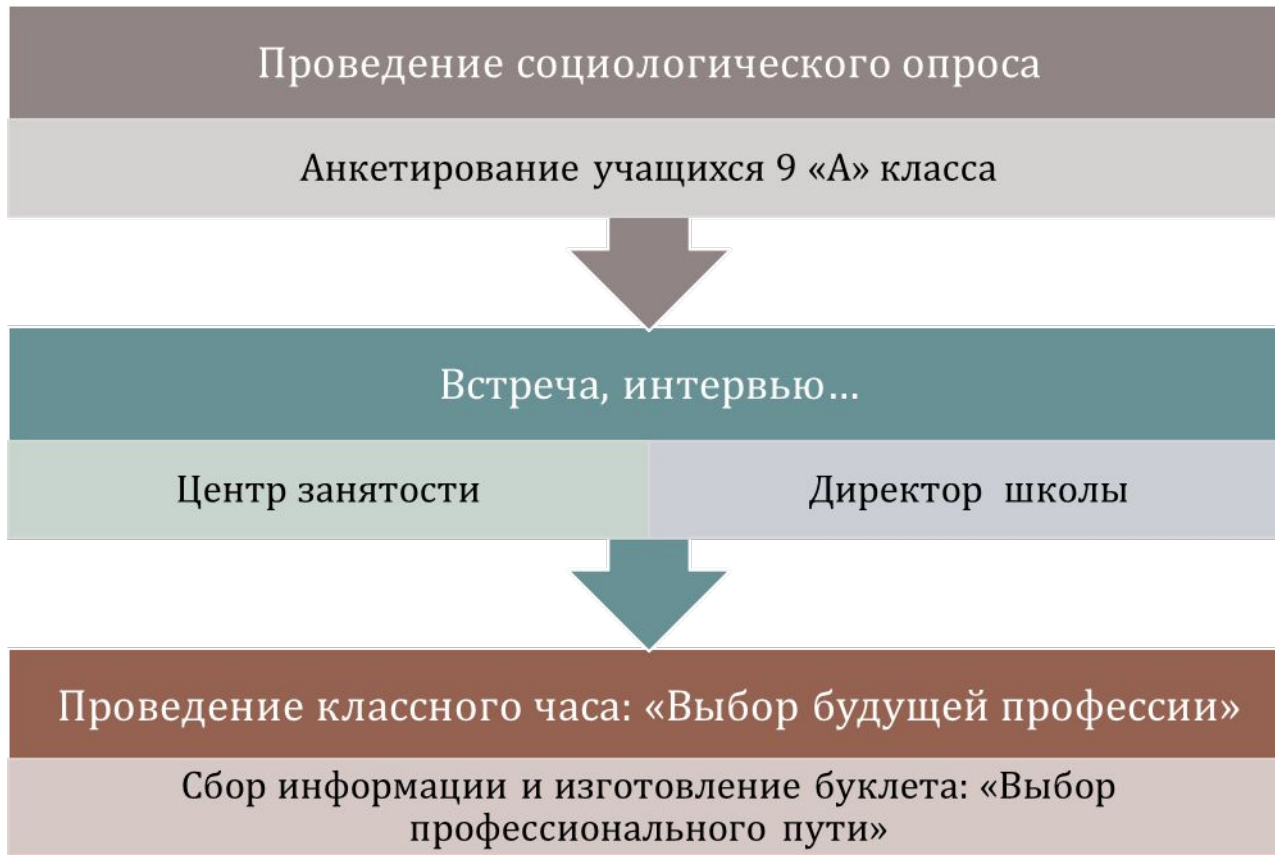 Проведение социологического опроса
Анкетирование учащихся 9 «А» класса
Встреча, интервью...
Центр занятости
Директор школы
Проведение классного часа: «Выбор будущей профессии»
Сбор информации и изготовление буклета: «Выбор
профессионального пути»